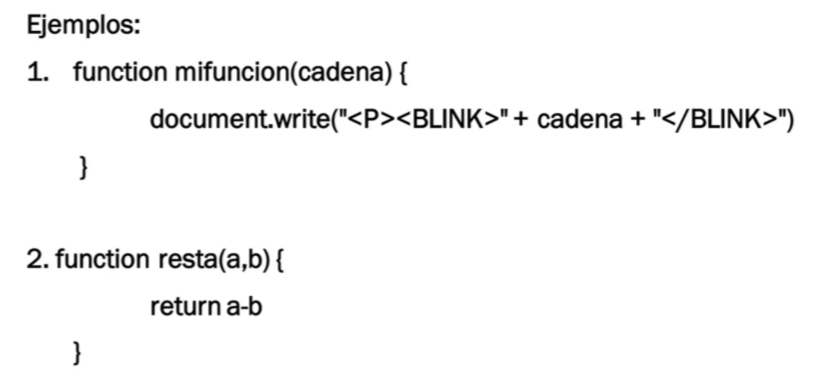 Ejemplos:
1. function mifuncion(cadena) {
document.write("<P><BLINK>" + cadena + "</BLINK>")
}
2. function resta(a,b) {
return a-b
}